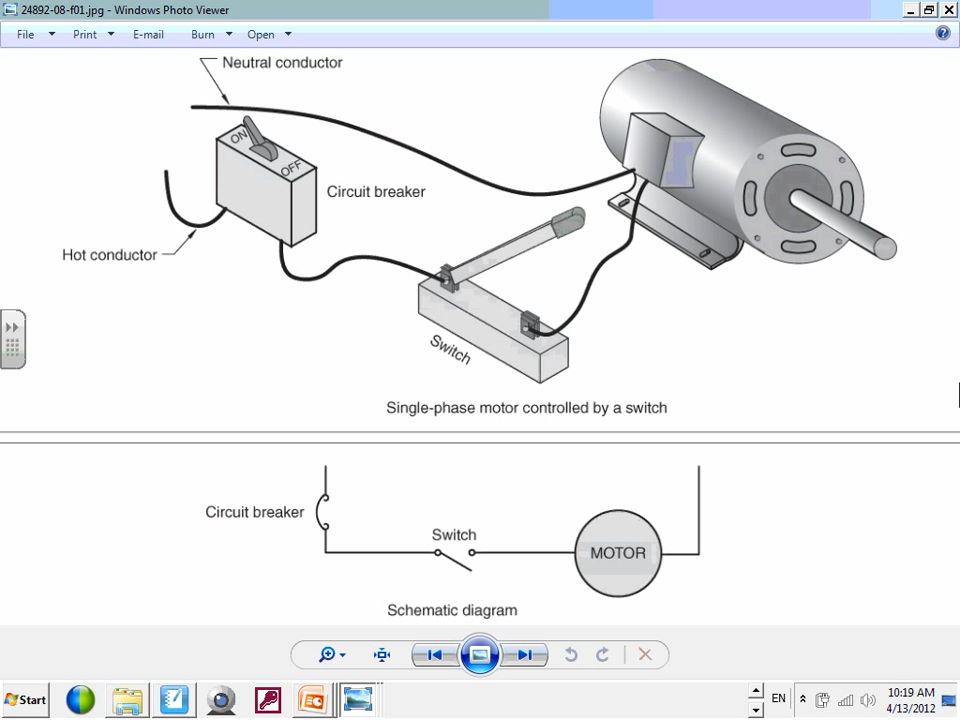 24892-08-f01.jpg - Windows Photo Viewer
File Print E-mail Burn Open
Neutral conductor
ON
OFF
Circuit breaker
Hot conductor
Switch
Single-phase motor controlled by a switch
Circuit breaker
Switch
MOTOR
Schematic diagram
Start
EN
10:19 AM
4/13/2012